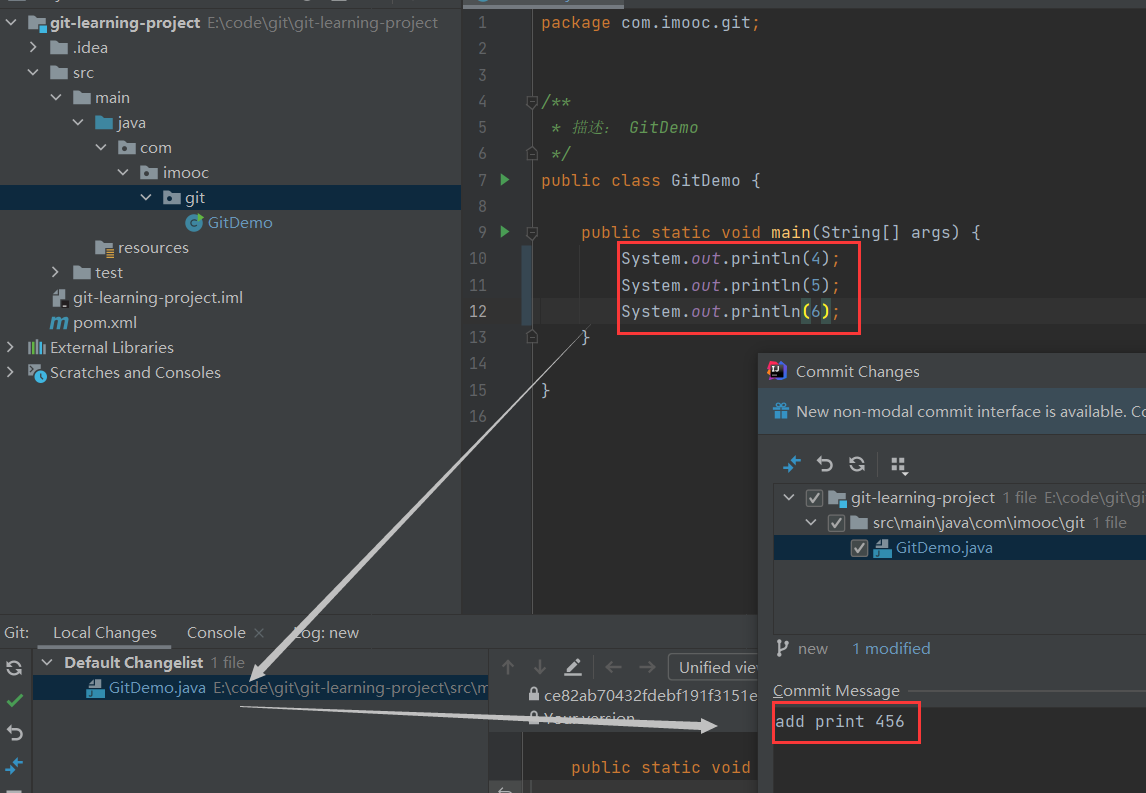 git-learning-project E:\code\git\git-learning-project
.idea
src
main
java
com
imooc
git
GitDemo
resources
test
git-learning-project.iml
pom.xml
External Libraries
Scratches and Consoles
1 package com.imooc.git;
2
3
4 /**
5 * 描述： GitDemo
6 */
7 public class GitDemo {
8
9 public static void main(String[] args) {
10 System.out.println(4);
11 System.out.println(5);
12 System.out.println(6);
13 }
14
15 }
16
Commit Changes
New non-modal commit interface is available. Co
git-learning-project 1 file E:\code\git\gi
src\main\java\com\imooc\git 1 file
GitDemo.java
new 1 modified
Commit Message
add print 456
Git: Local Changes Console Log: new
Default Changelist 1 file
GitDemo.java E:\code\git\git-learning-project\src\m
Unified vie
ce82ab70432fdebf191f3151e
Your version
public static void